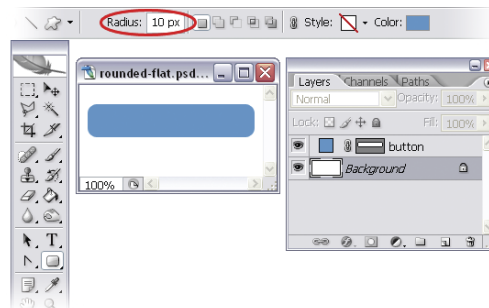 Radius: 10 px Style: Color:
rounded-flat.psd...
100%
Layers Channels Paths
Normal Opacity: 100%
Lock: Fill: 100%
button
Background
T